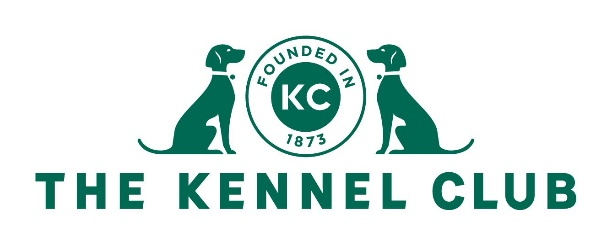 FOUNDED IN
KC
1873
THE KENNEL CLUB